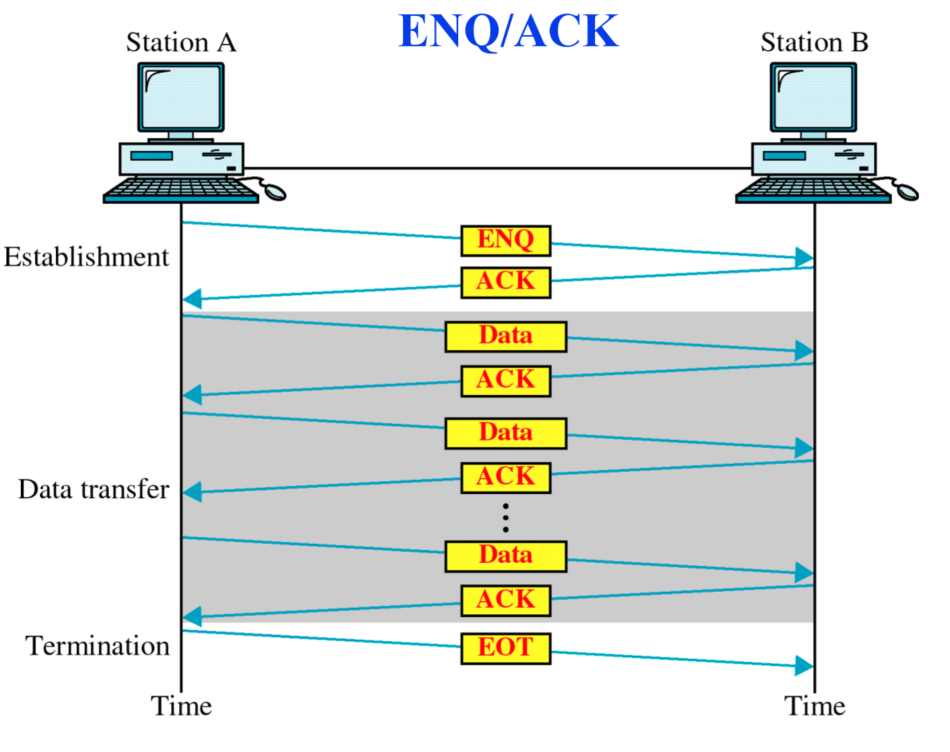 ENQ/ACK
Station A
Station B
ENQ
Establishment
ACK
Data
ACK
Data
ACK
Data transfer
Data
ACK
Termination
EOT
Time
Time